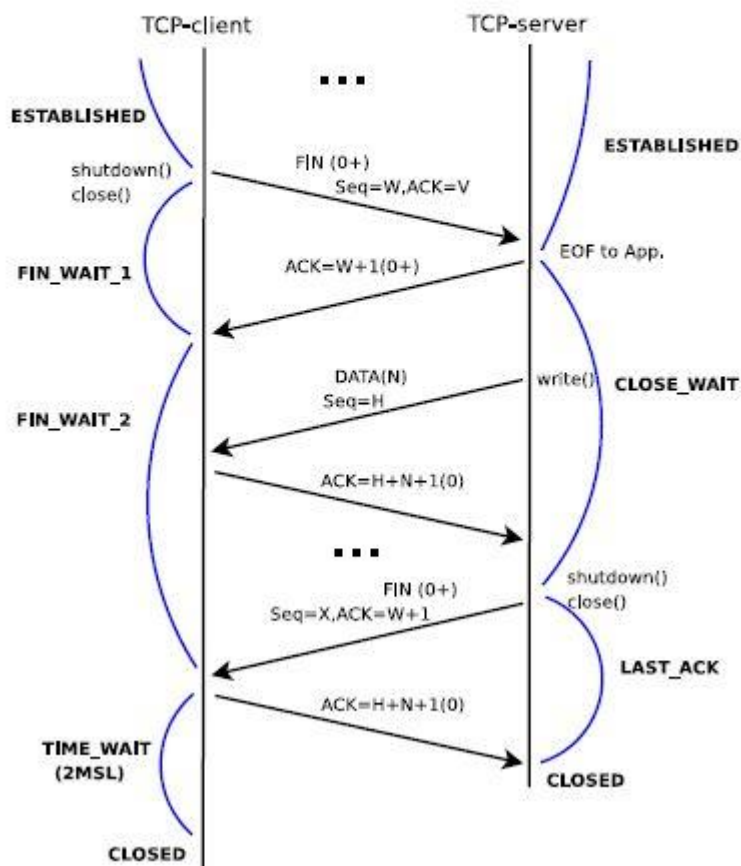 TCP-client
TCP-server
...
ESTABLISHED
ESTABLISHED
shutdown()
close()
FIN (0+)
Seq=W,ACK=V
EOF to App.
FIN_WAIT_1
ACK=W+1(0+)
DATA(N)
Seq=H
write()
CLOSE_WAIT
FIN_WAIT_2
ACK=H+N+1(0)
...
FIN (0+)
Seq=X,ACK=W+1
shutdown()
close()
LAST_ACK
ACK=H+N+1(0)
TIME_WAIT
(2MSL)
CLOSED
CLOSED